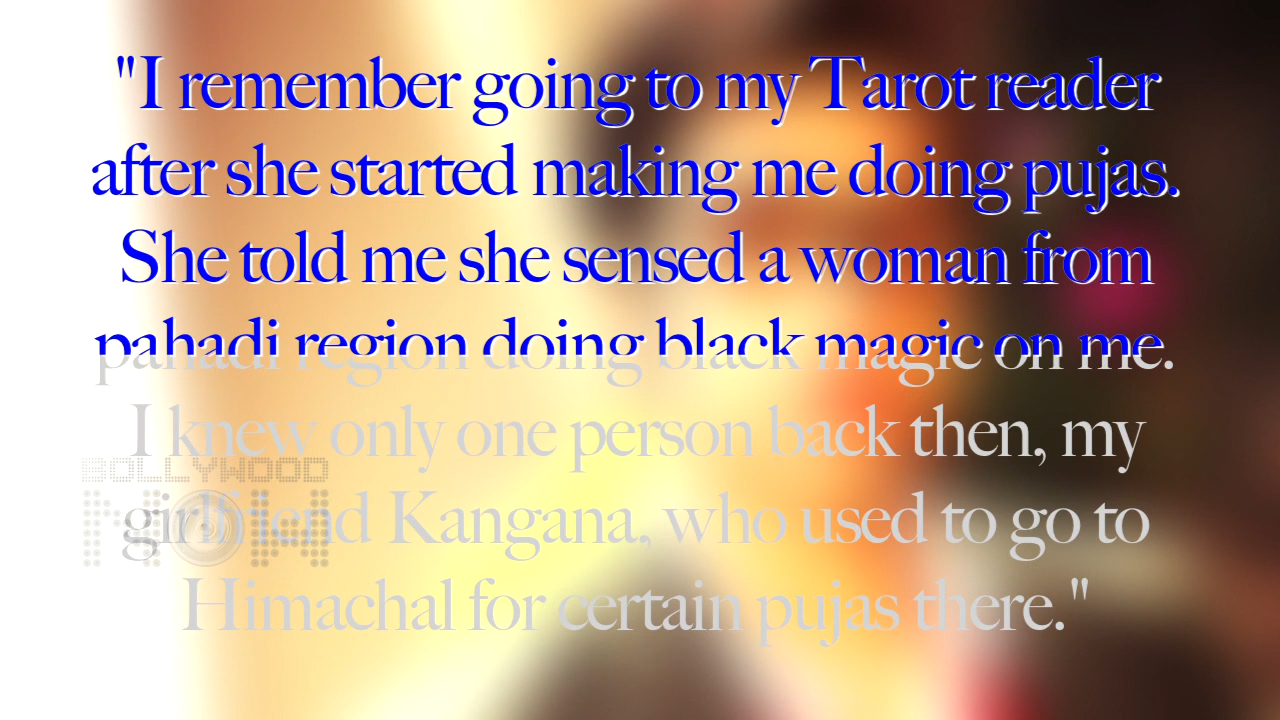 "I remember going to my Tarot reader
after she started making me doing pujas.
She told me she sensed a woman from
pahadi region doing black magic on me.
I knew only one person back then, my
girlfriend Kangana, who used to go to
Himachal for certain pujas there."
BOLLYWOOD
NOW